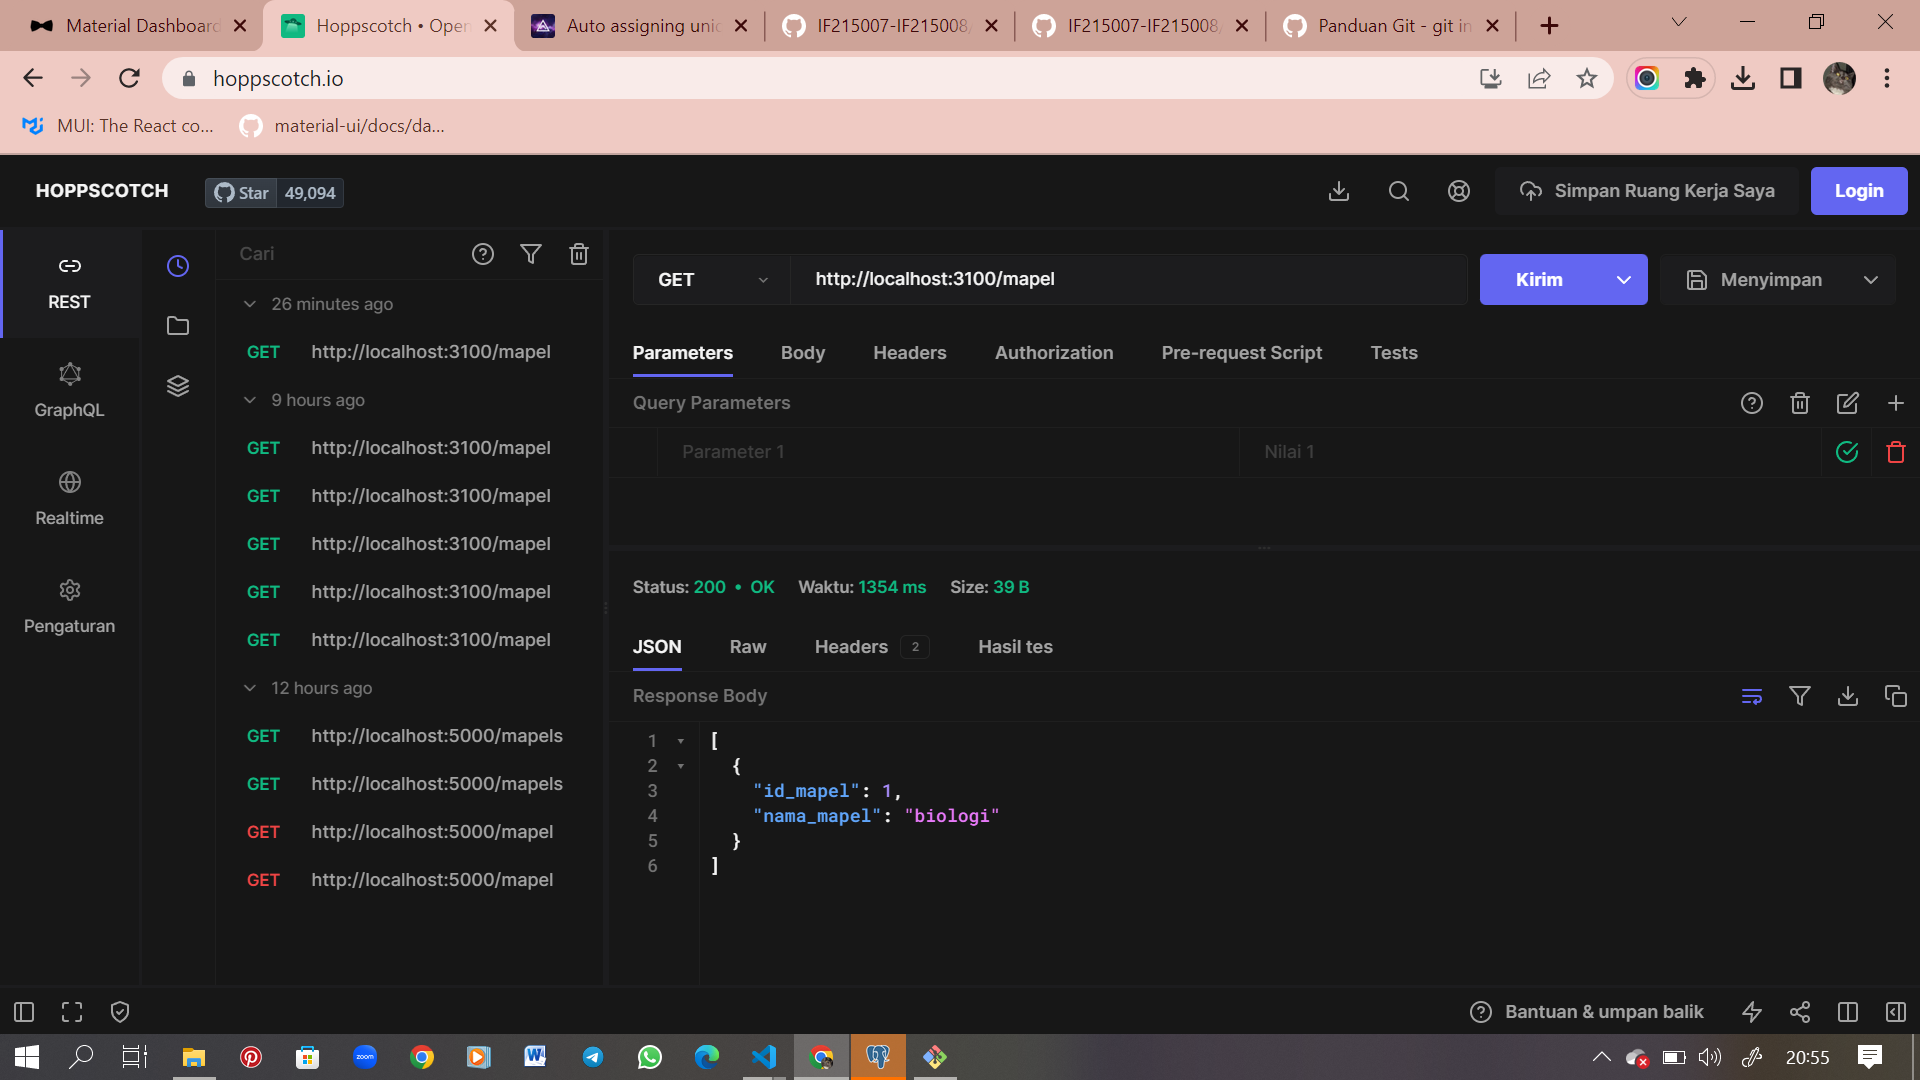 Material Dashboard
Hoppscotch • Open
Auto assigning unic
IF215007-IF215008/
IF215007-IF215008/
Panduan Git - git in
hoppscotch.io
MUI: The React co...
material-ui/docs/da...
HOPPSCOTCH
Star
49,094
Simpan Ruang Kerja Saya
Login
REST
GraphQL
Realtime
Pengaturan
Cari
26 minutes ago
GET http://localhost:3100/mapel
9 hours ago
GET http://localhost:3100/mapel
GET http://localhost:3100/mapel
GET http://localhost:3100/mapel
GET http://localhost:3100/mapel
GET http://localhost:3100/mapel
12 hours ago
GET http://localhost:5000/mapels
GET http://localhost:5000/mapels
GET http://localhost:5000/mapel
GET http://localhost:5000/mapel
GET
http://localhost:3100/mapel
Kirim
Menyimpan
Parameters Body Headers Authorization Pre-request Script Tests
Query Parameters
Parameter 1
Nilai 1
Status: 200 • OK Waktu: 1354 ms Size: 39 B
JSON Raw Headers 2 Hasil tes
Response Body
1 [
2 {
3 "id_mapel": 1,
4 "nama_mapel": "biologi"
5 }
6 ]
Bantuan & umpan balik
zoom
20:55